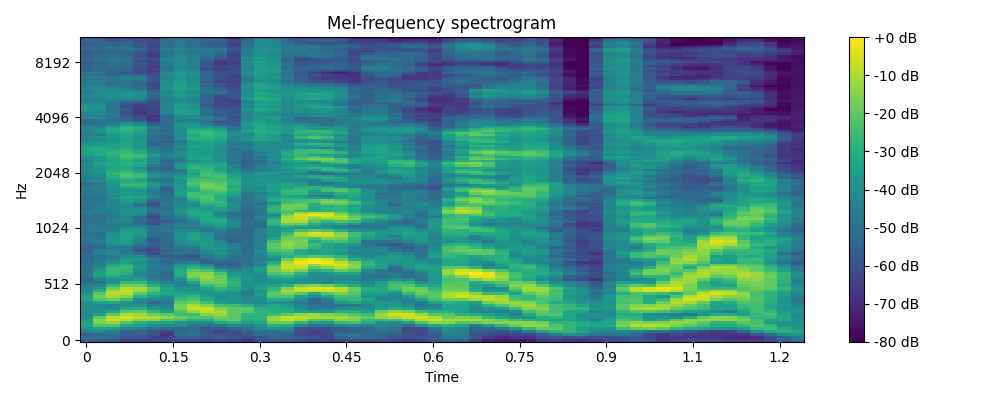 Mel-frequency spectrogram
Hz
8192
4096
2048
1024
512
0
0 0.15 0.3 0.45 0.6 0.75 0.9 1.1 1.2
Time
+0 dB
-10 dB
-20 dB
-30 dB
-40 dB
-50 dB
-60 dB
-70 dB
-80 dB